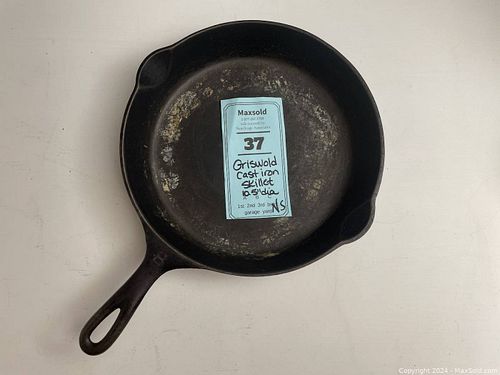 Maxsold
37
Griswold
cast iron
skillet
10.5" dia
1st 2nd 3rd
garage yard
NS
Copyright 2024 - MaxSold.com